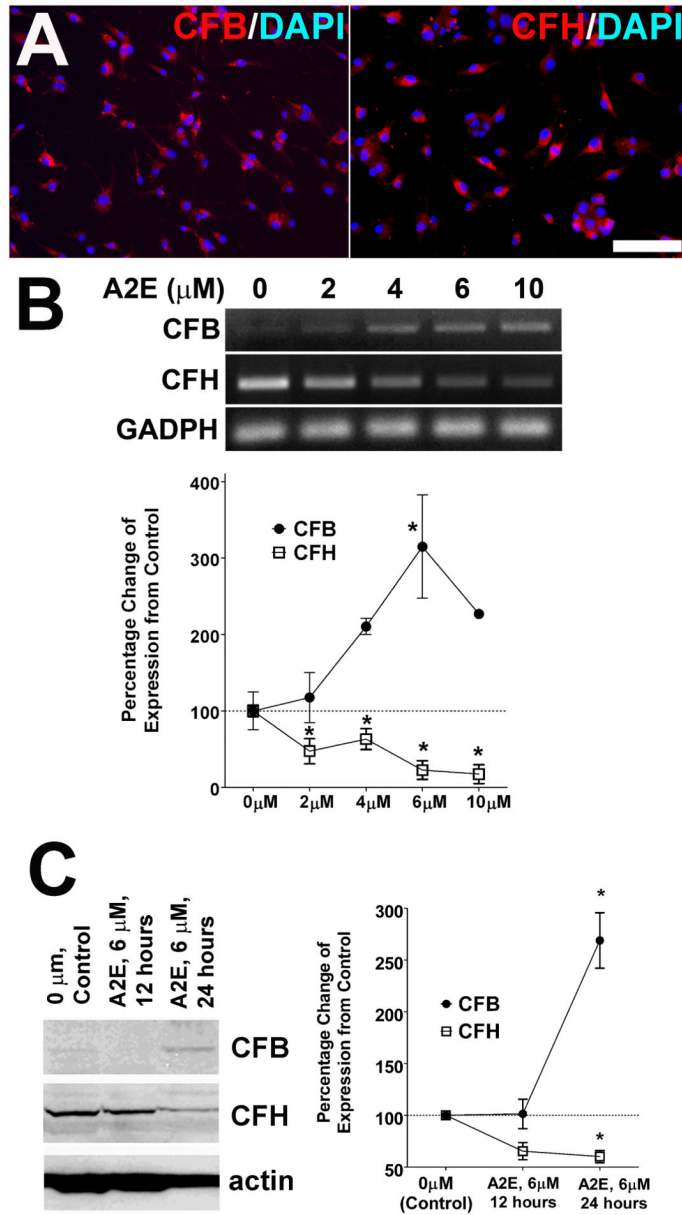 A
CFB/DAPI
CFH/DAPI
B
A2E (μM) 0 2 4 6 10
CFB
CFH
GADPH
Percentage Change of
Expression from Control
400
300
200
100
0
CFB
CFH
*
* * * *
0μM 2μM 4μM 6μM 10μM
C
0 μm,
Control
A2E, 6 μM,
12 hours
A2E, 6 μM,
24 hours
CFB
CFH
actin
Percentage Change of
Expression from Control
300
250
200
150
100
50
CFB
CFH
*
*
0μM
(Control)
A2E, 6μM
12 hours
A2E, 6μM
24 hours